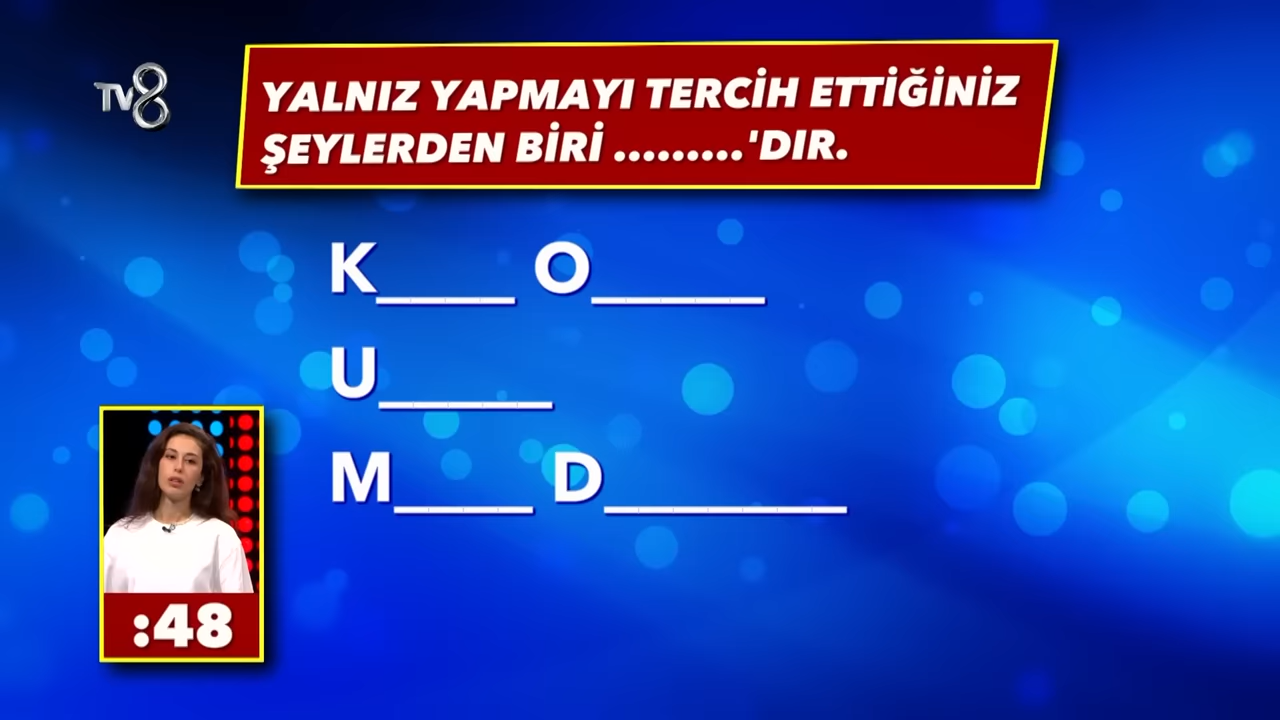 TV8
YALNIZ YAPMAYI TERCİH ETTİĞİNİZ
ŞEYLERDEN BİRİ .........'DIR.
K____ O_____
U_____
M____ D_______
:48